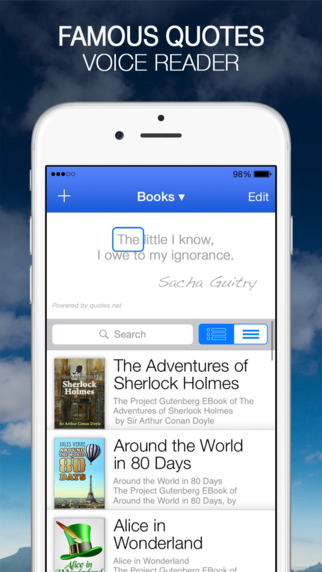 FAMOUS QUOTES
VOICE READER
98%
+
Books ▾
Edit
The little I know,
I owe to my ignorance.
Sacha Guitry
Powered by quotes.net
Search
Sherlock
Holmes
Sir Arthur Conan Doyle
The Adventures of
Sherlock Holmes
The Project Gutenberg EBook of The
Adventures of Sherlock Holmes
by Sir Arthur Conan Doyle
JULES VERNE
AROUND
THE WORLD
80
DAYS
Around the World
in 80 Days
Around the World in 80 Days
The Project Gutenberg EBook of
Around the World in 80 Days, by
Alice in
Alice in
Wonderland
Alice in Wonderland
The Project Gutenberg EBook of